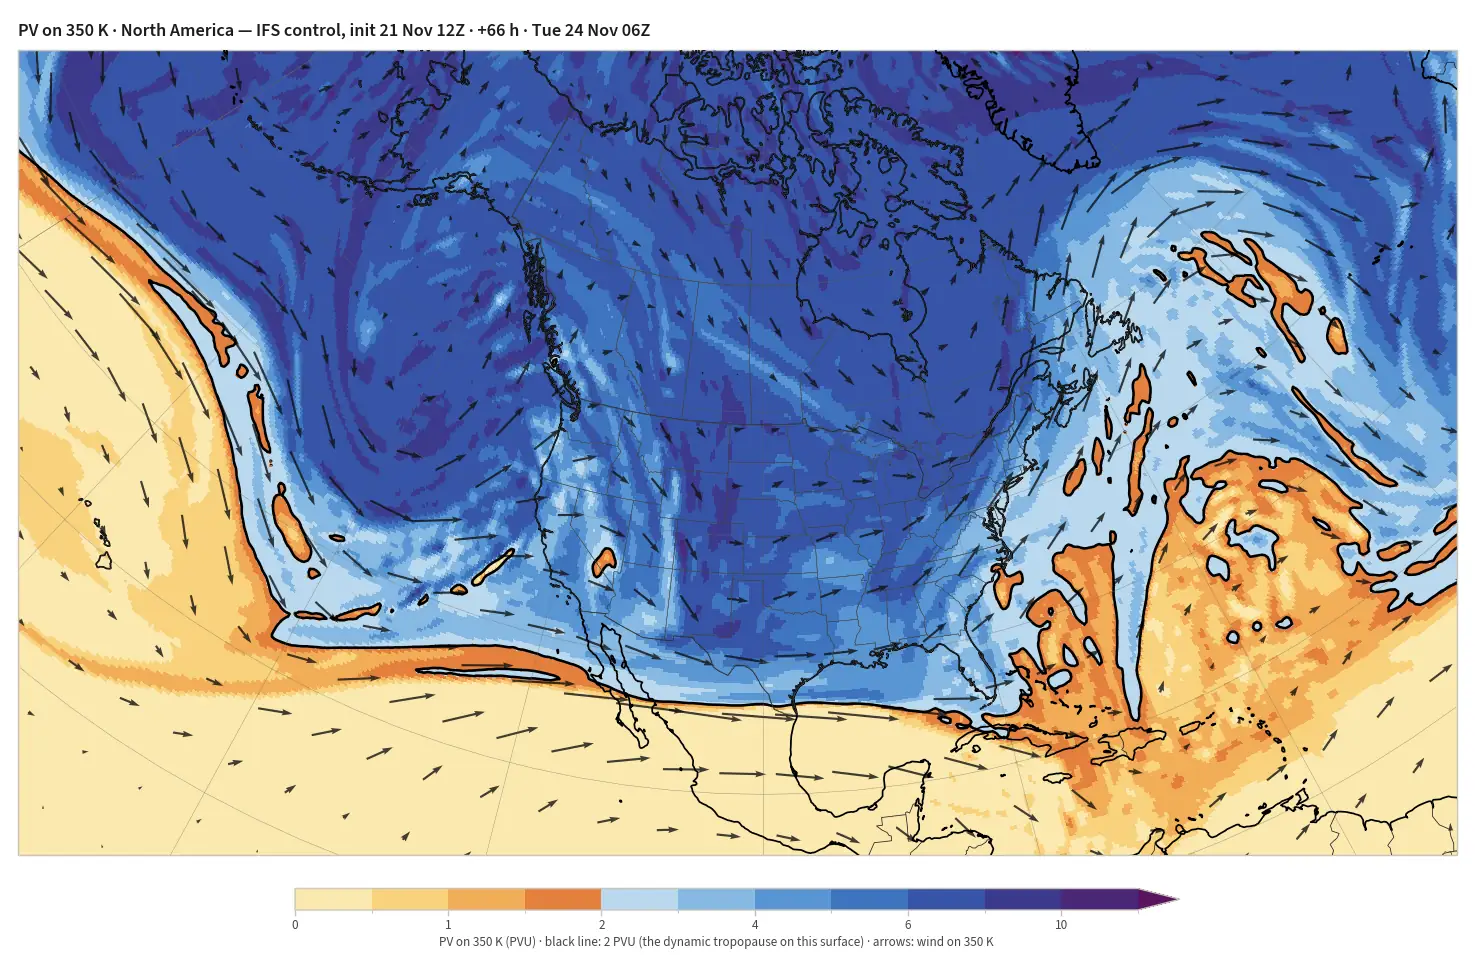 PV on 350 K · North America — IFS control, init 21 Nov 12Z · +66 h · Tue 24 Nov 06Z
0 1 2 4 6 10
PV on 350 K (PVU) · black line: 2 PVU (the dynamic tropopause on this surface) · arrows: wind on 350 K